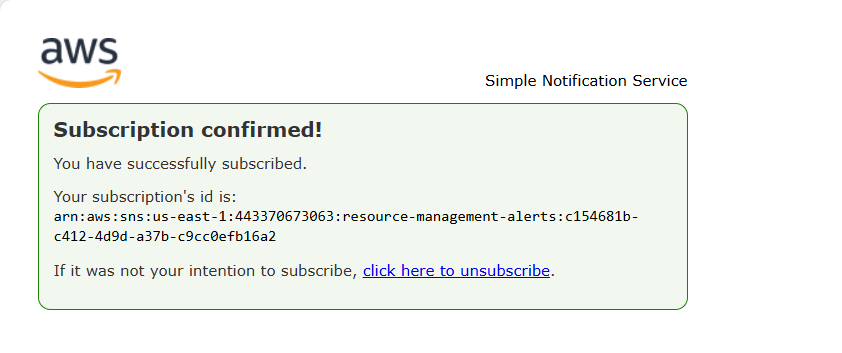 aws
Simple Notification Service
Subscription confirmed!
You have successfully subscribed.
Your subscription's id is:
arn:aws:sns:us-east-1:443370673063:resource-management-alerts:c154681b-
c412-4d9d-a37b-c9cc0efb16a2
If it was not your intention to subscribe, click here to unsubscribe.